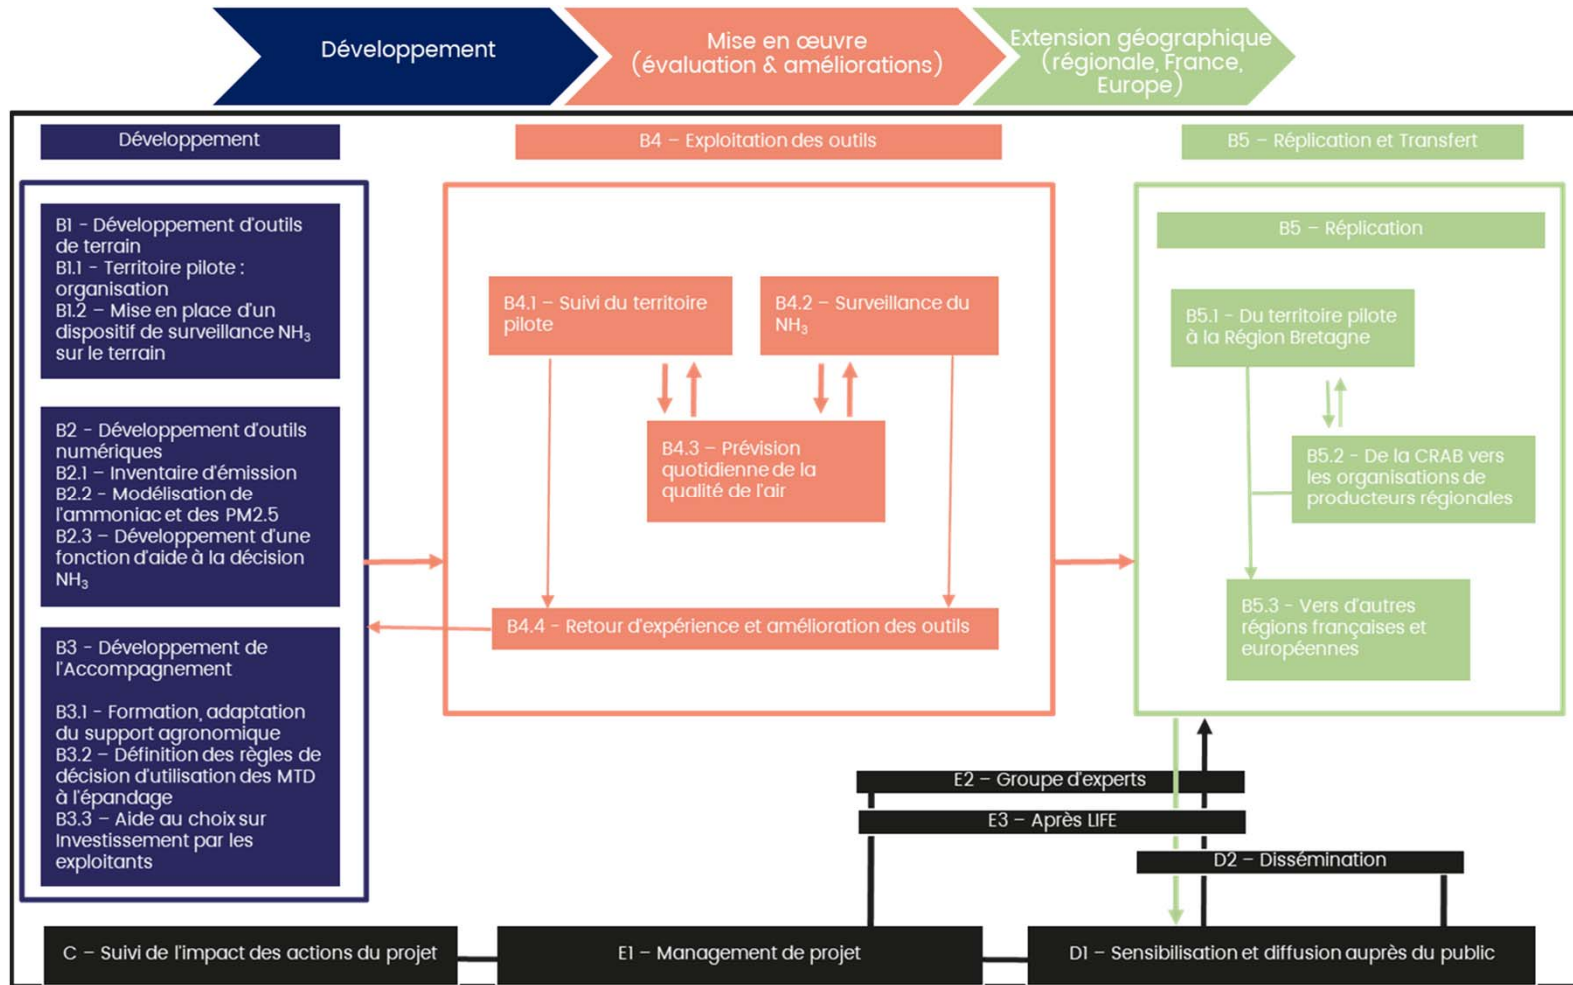 Développement
Mise en œuvre
(évaluation & améliorations)
Extension géographique
(régionale, France,
Europe)
Développement
B4 – Exploitation des outils
B5 – Réplication et Transfert
B1 - Développement d'outils
de terrain
B1.1 - Territoire pilote :
organisation
B1.2 – Mise en place d'un
dispositif de surveillance NH₃
sur le terrain
B2 - Développement d'outils
numériques
B2.1 – Inventaire d'émission
B2.2 - Modélisation de
l'ammoniac et des PM2.5
B2.3 – Développement d'une
fonction d'aide à la décision
NH₃
B3 – Développement de
l'Accompagnement
B3.1 - Formation, adaptation
du support agronomique
B3.2 – Définition des règles de
décision d'utilisation des MTD
à l'épandage
B3.3 – Aide au choix sur
Investissement par les
exploitants
B4.1 – Suivi du territoire
pilote
B4.2 – Surveillance du
NH₃
B4.3 – Prévision
quotidienne de la
qualité de l'air
B4.4 - Retour d'expérience et amélioration des outils
B5 – Réplication
B5.1 - Du territoire pilote
à la Région Bretagne
B5.2 - De la CRAB vers
les organisations de
producteurs régionales
B5.3 - Vers d'autres
régions françaises et
européennes
E2 – Groupe d'experts
E3 – Après LIFE
D2 – Dissémination
C – Suivi de l'impact des actions du projet
E1 – Management de projet
D1 – Sensibilisation et diffusion auprès du public